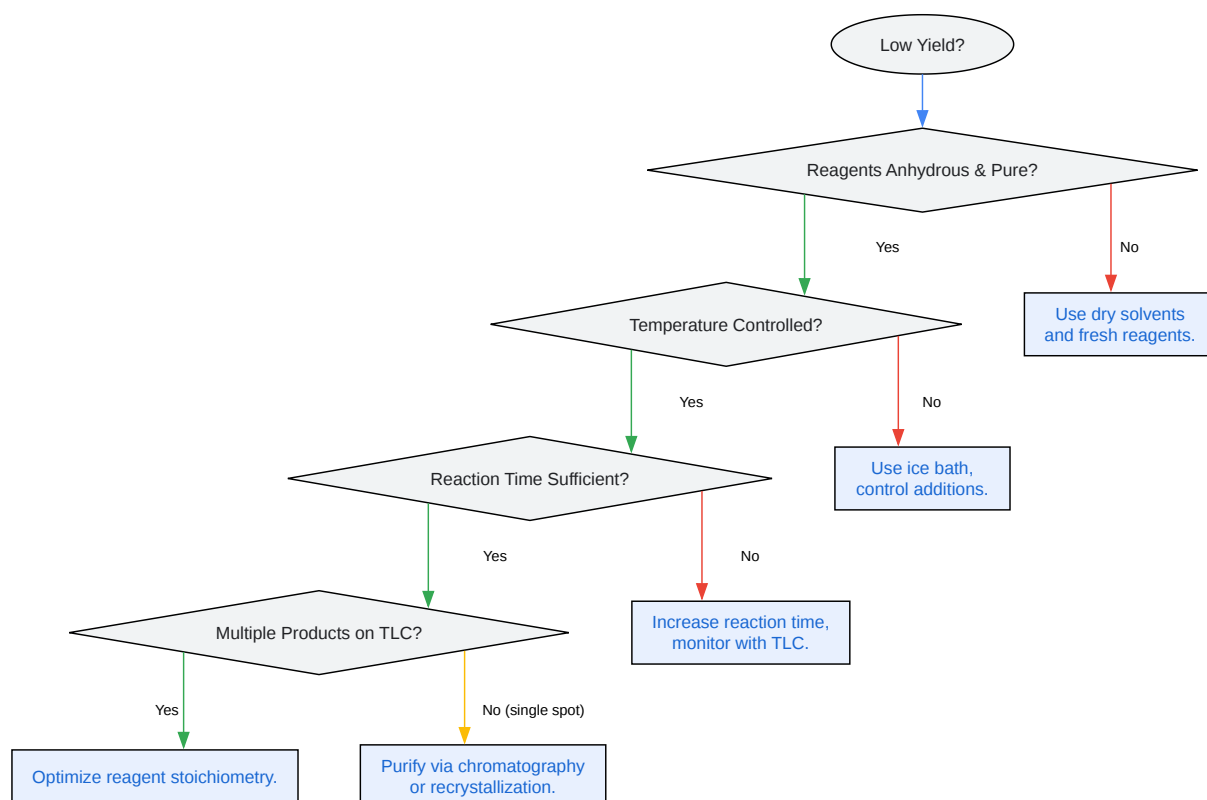 Low Yield?
Reagents Anhydrous & Pure?
Yes
No
Use dry solvents
and fresh reagents.
Temperature Controlled?
Yes
No
Use ice bath,
control additions.
Reaction Time Sufficient?
Yes
No
Increase reaction time,
monitor with TLC.
Multiple Products on TLC?
Yes
No (single spot)
Optimize reagent stoichiometry.
Purify via chromatography
or recrystallization.